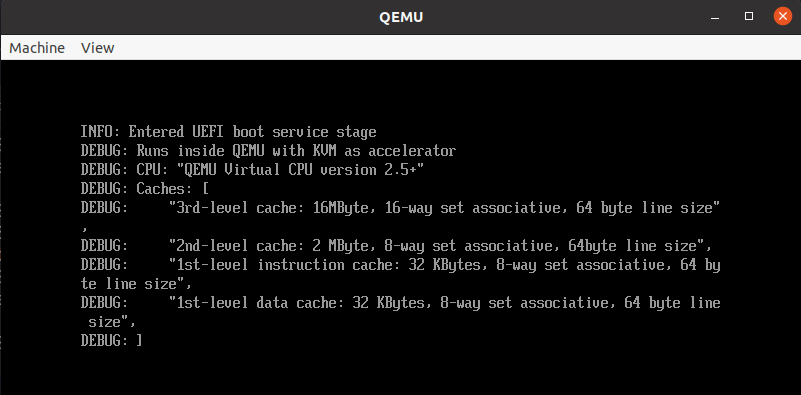 QEMU
Machine View
INFO: Entered UEFI boot service stage
DEBUG: Runs inside QEMU with KVM as accelerator
DEBUG: CPU: "QEMU Virtual CPU version 2.5+"
DEBUG: Caches: [
DEBUG:     "3rd-level cache: 16MByte, 16-way set associative, 64 byte line size"
,
DEBUG:     "2nd-level cache: 2 MByte, 8-way set associative, 64byte line size",
DEBUG:     "1st-level instruction cache: 32 KBytes, 8-way set associative, 64 by
te line size",
DEBUG:     "1st-level data cache: 32 KBytes, 8-way set associative, 64 byte line
 size",
DEBUG: ]